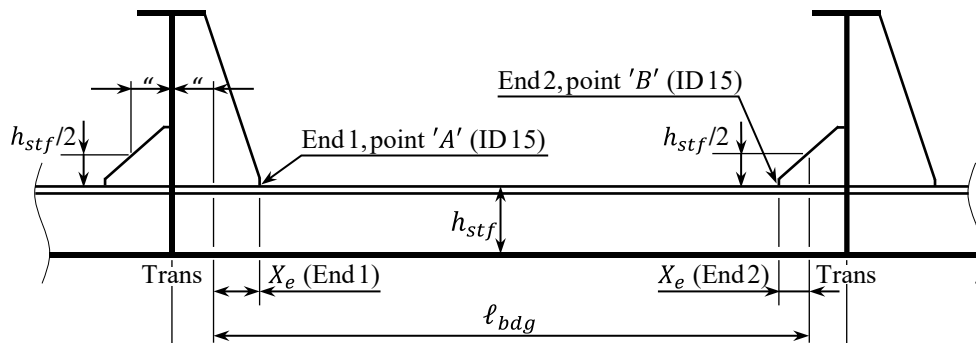 “ “
End 2, point ′B′ (ID 15)
h_stf/2
End 1, point ′A′ (ID 15)
h_stf/2
h_stf
Trans
X_e (End 1)
X_e (End 2)
Trans
ℓ_bdg